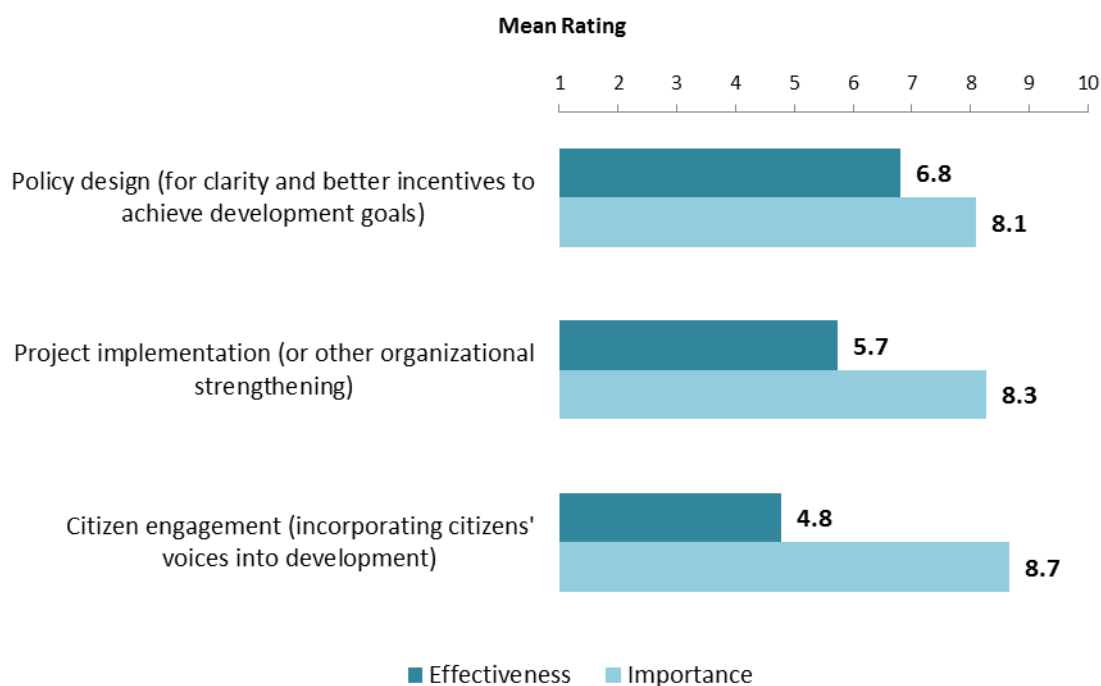 Mean Rating
1 2 3 4 5 6 7 8 9 10
Policy design (for clarity and better incentives to
achieve development goals)
6.8
8.1
Project implementation (or other organizational
strengthening)
5.7
8.3
Citizen engagement (incorporating citizens'
voices into development)
4.8
8.7
Effectiveness Importance